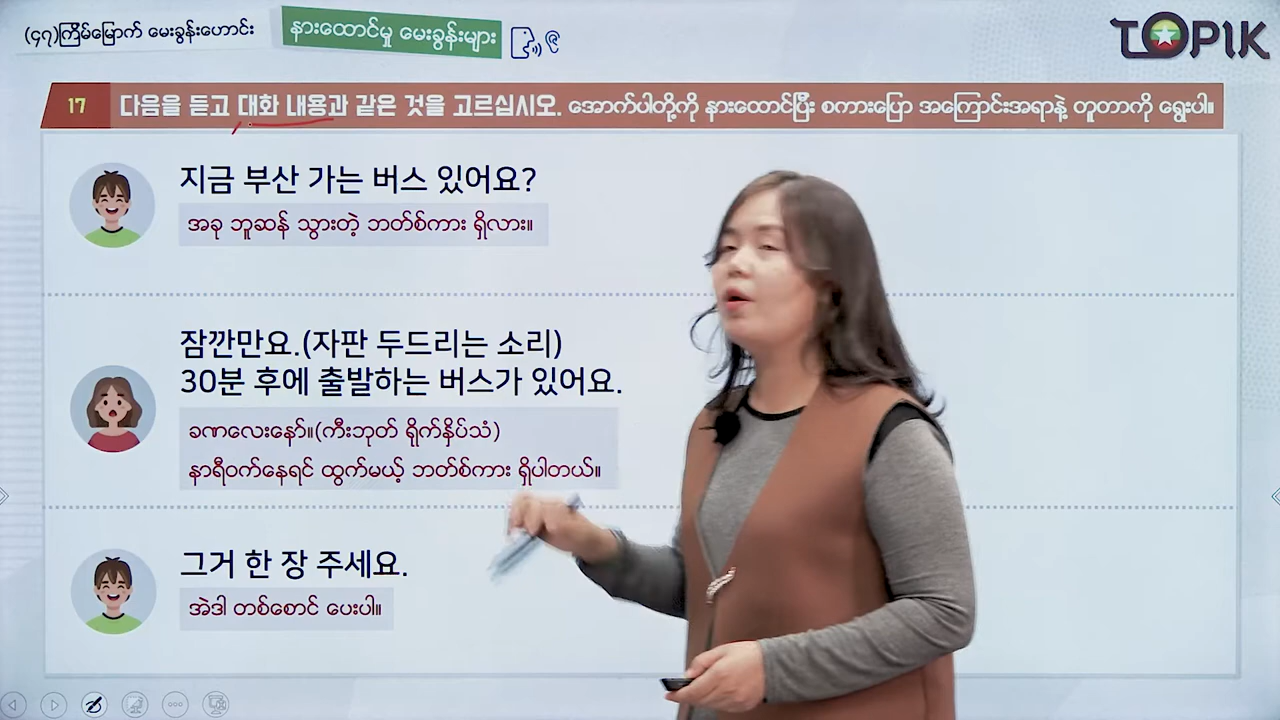 (၄၇)ကြိမ်မြောက် မေးခွန်းဟောင်း
နားထောင်မှု မေးခွန်းများ
TOPIK
17 다음을 듣고 대화 내용과 같은 것을 고르십시오. အောက်ပါတို့ကို နားထောင်ပြီး စကားပြော အကြောင်းအရာနဲ့ တူတာကို ရွေးပါ။
지금 부산 가는 버스 있어요?
အခု ဘူဆန် သွားတဲ့ ဘတ်စ်ကား ရှိလား။
잠깐만요.(자판 두드리는 소리)
30분 후에 출발하는 버스가 있어요.
ခဏလေးနော်။(ကီးဘုတ် ရိုက်နှိပ်သံ)
နာရီဝက်နေရင် ထွက်မယ့် ဘတ်စ်ကား ရှိပါတယ်။
그거 한 장 주세요.
အဲဒါ တစ်စောင် ပေးပါ။